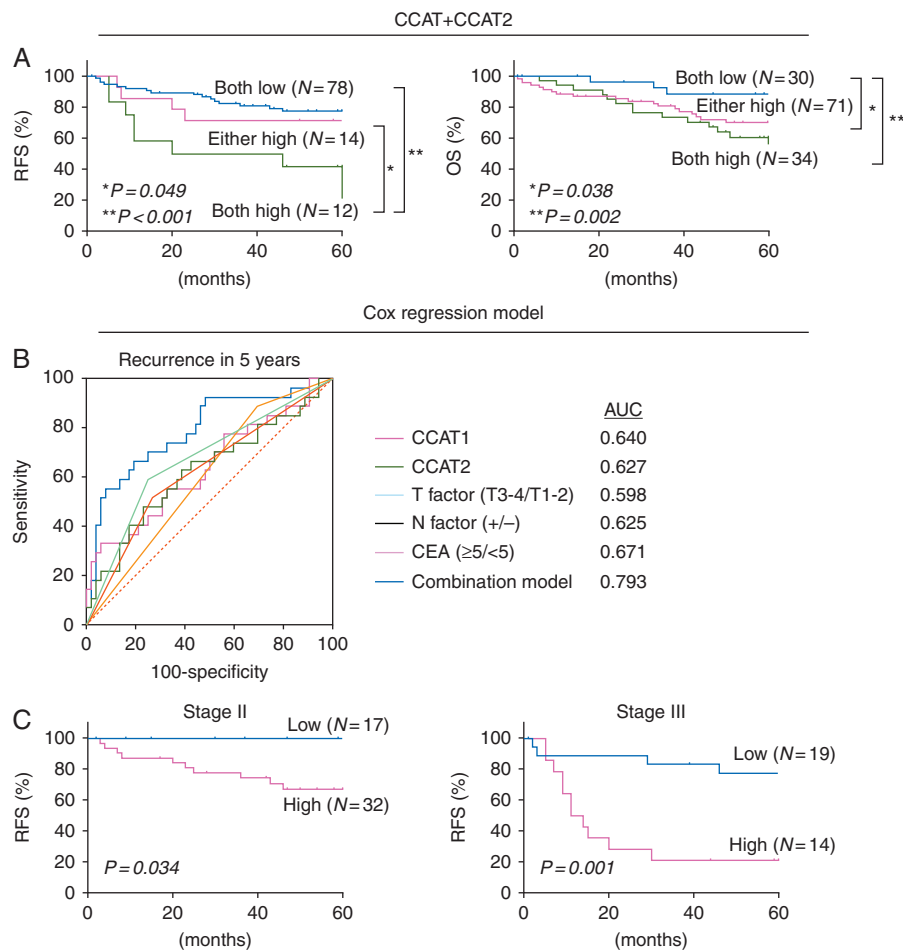 CCAT+CCAT2
A
100
80
60
40
20
0
RFS (%)
Both low (N=78)
Either high (N=14)
Both high (N=12)
*
**
*P=0.049
**P<0.001
0 20 40 60
(months)
100
80
60
40
20
0
OS (%)
Both low (N=30)
Either high (N=71)
Both high (N=34)
*
**
*P=0.038
**P=0.002
0 20 40 60
(months)
Cox regression model
B
Recurrence in 5 years
100
80
60
40
20
0
Sensitivity
0 20 40 60 80 100
100-specificity
AUC
CCAT1 0.640
CCAT2 0.627
T factor (T3-4/T1-2) 0.598
N factor (+/−) 0.625
CEA (≥5/<5) 0.671
Combination model 0.793
C
Stage II
100
80
60
40
20
0
RFS (%)
Low (N=17)
High (N=32)
P=0.034
0 20 40 60
(months)
Stage III
100
80
60
40
20
0
RFS (%)
Low (N=19)
High (N=14)
P=0.001
0 20 40 60
(months)